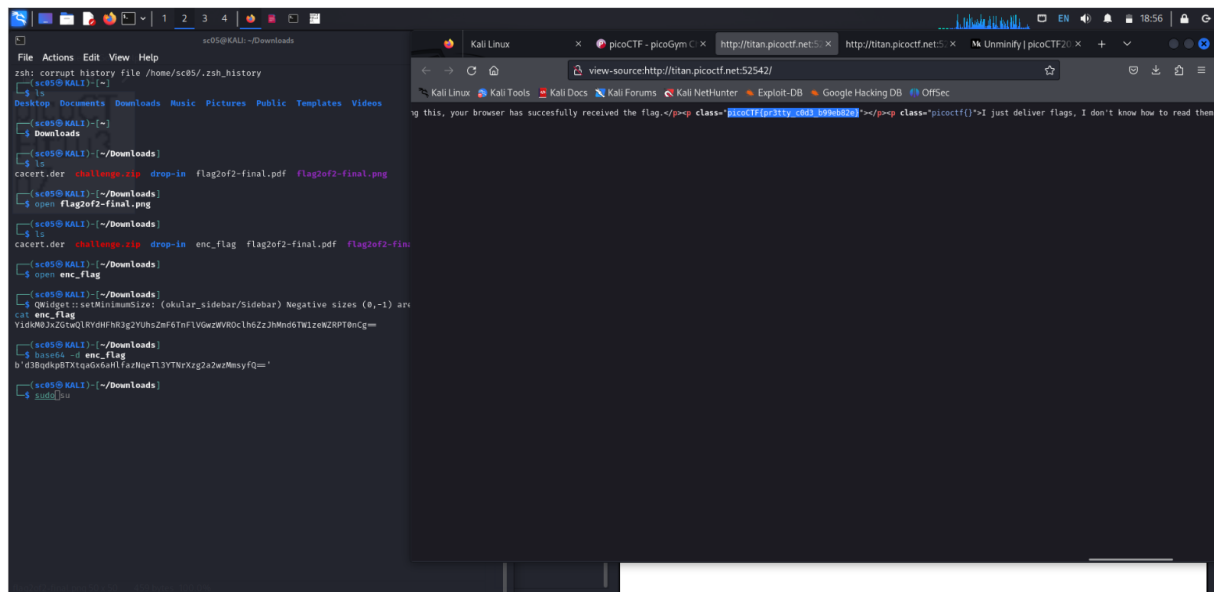 1 2 3 4
EN 18:56
sc05@KALI: ~/Downloads
File Actions Edit View Help
zsh: corrupt history file /home/sc05/.zsh_history
(sc05㉿KALI)-[~]
$ ls
Desktop Documents Downloads Music Pictures Public Templates Videos
(sc05㉿KALI)-[~]
$ Downloads
(sc05㉿KALI)-[~/Downloads]
$ ls
cacert.der challenge.zip drop-in flag2of2-final.pdf flag2of2-final.png
(sc05㉿KALI)-[~/Downloads]
$ open flag2of2-final.png
(sc05㉿KALI)-[~/Downloads]
$ ls
cacert.der challenge.zip drop-in enc_flag flag2of2-final.pdf flag2of2-fina
(sc05㉿KALI)-[~/Downloads]
$ open enc_flag
(sc05㉿KALI)-[~/Downloads]
$ QWidget::setMinimumSize: (okular_sidebar/Sidebar) Negative sizes (0,-1) are
cat enc_flag
(sc05㉿KALI)-[~/Downloads]
$ base64 -d enc_flag
(sc05㉿KALI)-[~/Downloads]
$ sudo su
Kali Linux picoCTF - picoGym Cl http://titan.picoctf.net:52 http://titan.picoctf.net:52 Unminify | picoCTF20
view-source:http://titan.picoctf.net:52542/
Kali Linux Kali Tools Kali Docs Kali Forums Kali NetHunter Exploit-DB Google Hacking DB OffSec
ng this, your browser has succesfully received the flag.</p><p class="picoCTF{pr3tty_c0d3_b99eb82e}"></p><p class="picoctf{}">I just deliver flags, I don't know how to read them